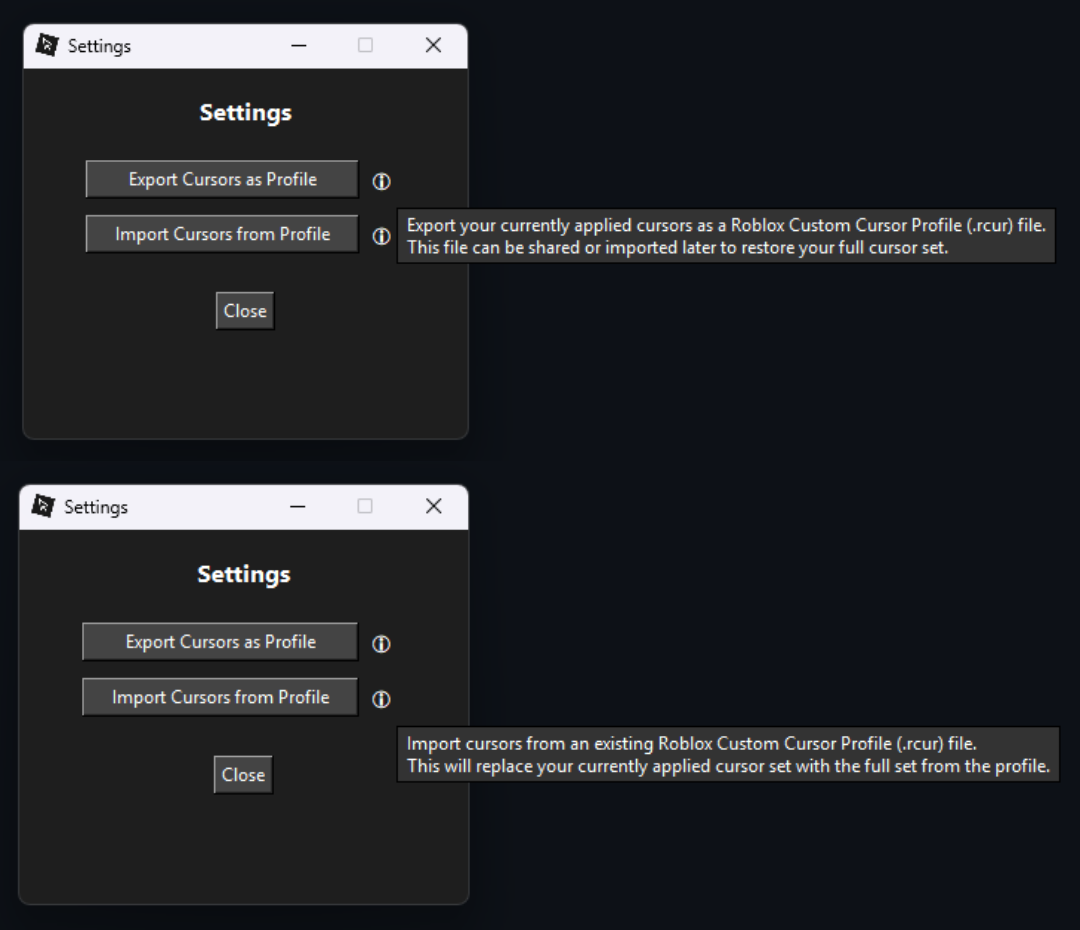 Settings
Settings
Export Cursors as Profile
Import Cursors from Profile
Export your currently applied cursors as a Roblox Custom Cursor Profile (.rcur) file.
This file can be shared or imported later to restore your full cursor set.
Close
Settings
Settings
Export Cursors as Profile
Import Cursors from Profile
Import cursors from an existing Roblox Custom Cursor Profile (.rcur) file.
This will replace your currently applied cursor set with the full set from the profile.
Close